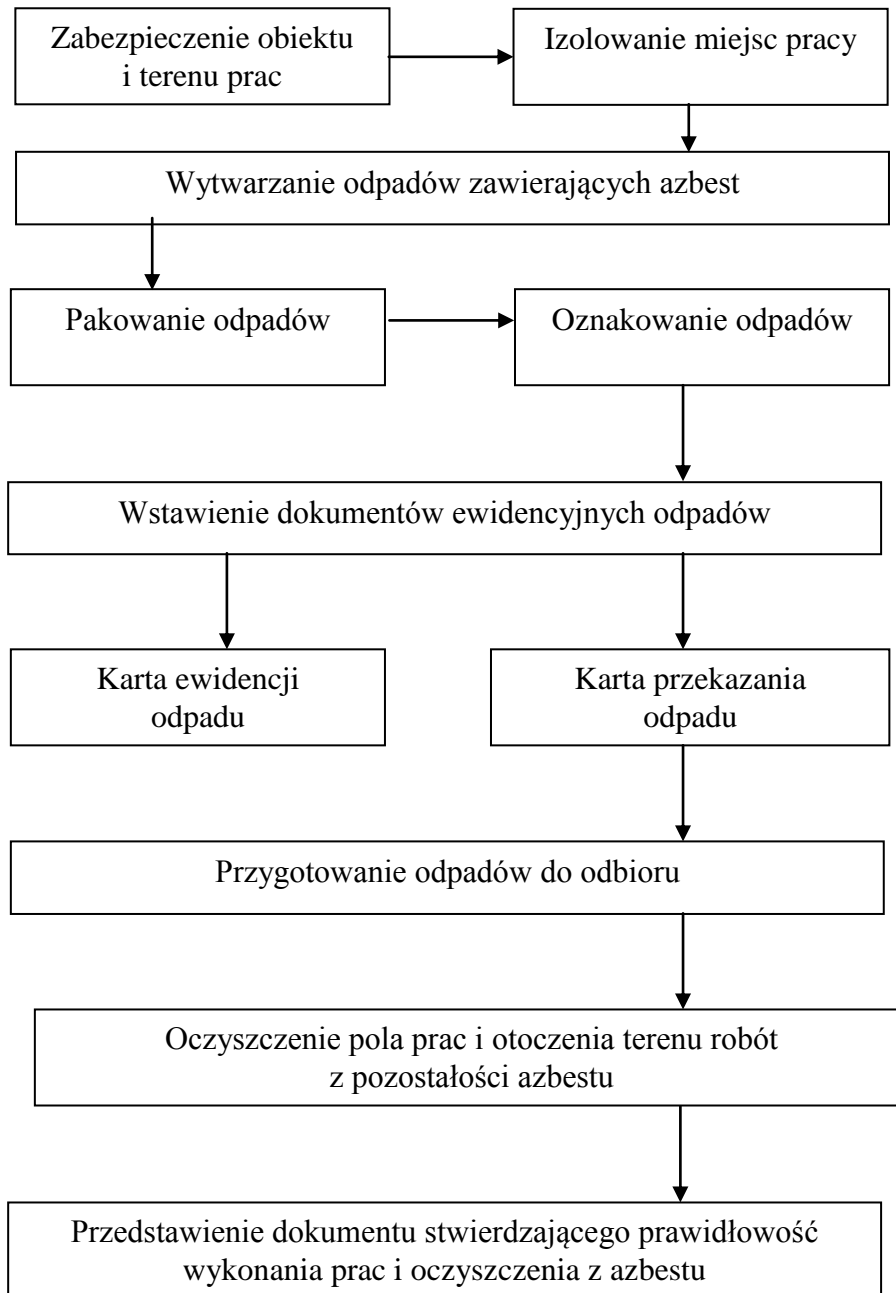 Zabezpieczenie obiektu
i terenu prac
Izolowanie miejsc pracy
Wytwarzanie odpadów zawierających azbest
Pakowanie odpadów
Oznakowanie odpadów
Wstawienie dokumentów ewidencyjnych odpadów
Karta ewidencji
odpadu
Karta przekazania
odpadu
Przygotowanie odpadów do odbioru
Oczyszczenie pola prac i otoczenia terenu robót
z pozostałości azbestu
Przedstawienie dokumentu stwierdzającego prawidłowość
wykonania prac i oczyszczenia z azbestu